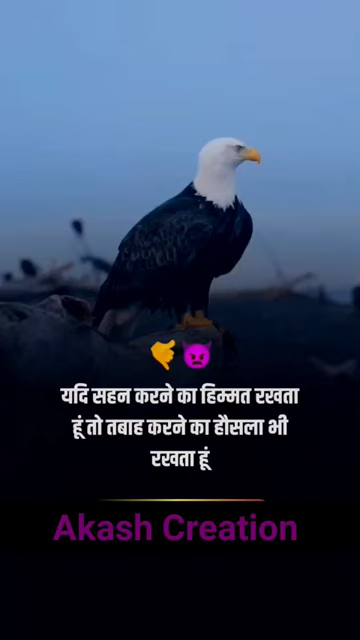 🤙👿
यदि सहन करने का हिम्मत रखता
हूं तो तबाह करने का हौसला भी
रखता हूं
Akash Creation